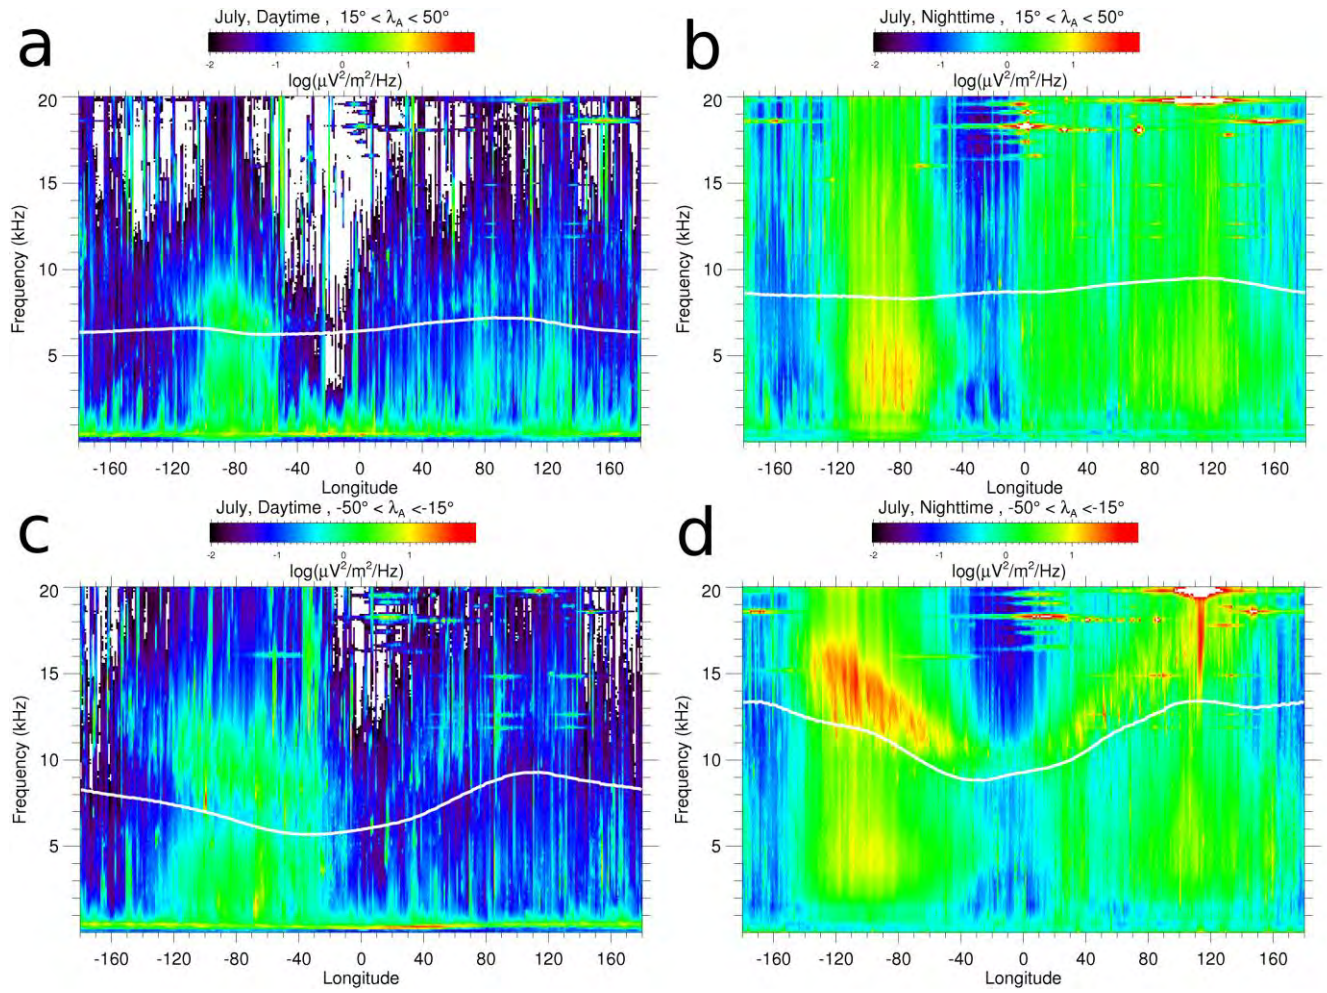 a
July, Daytime , 15° < λA < 50°
-2 -1 0 1
log(μV²/m²/Hz)
20
15
10
5
Frequency (kHz)
-160 -120 -80 -40 0 40 80 120 160
Longitude
b
July, Nighttime , 15° < λA < 50°
-2 -1 0 1
log(μV²/m²/Hz)
20
15
10
5
Frequency (kHz)
-160 -120 -80 -40 0 40 80 120 160
Longitude
c
July, Daytime , -50° < λA <-15°
-2 -1 0 1
log(μV²/m²/Hz)
20
15
10
5
Frequency (kHz)
-160 -120 -80 -40 0 40 80 120 160
Longitude
d
July, Nighttime , -50° < λA <-15°
-2 -1 0 1
log(μV²/m²/Hz)
20
15
10
5
Frequency (kHz)
-160 -120 -80 -40 0 40 80 120 160
Longitude